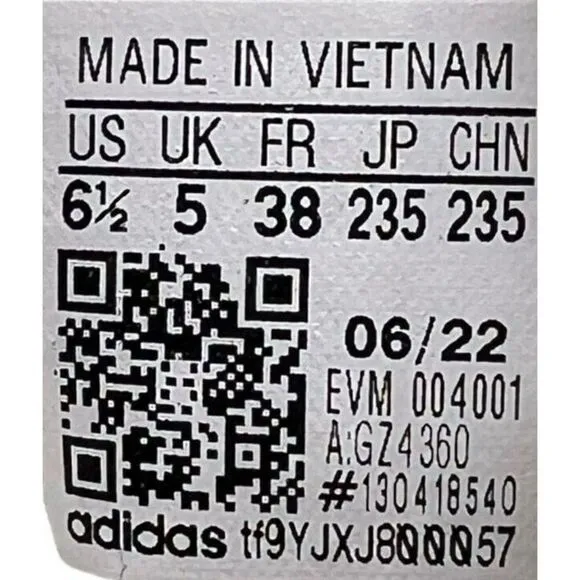 MADE IN VIETNAM
US UK FR JP CHN
6½ 5 38 235 235
06/22
EVM 004001
A:GZ4360
#130418540
adidas tf9YJXJ8000057